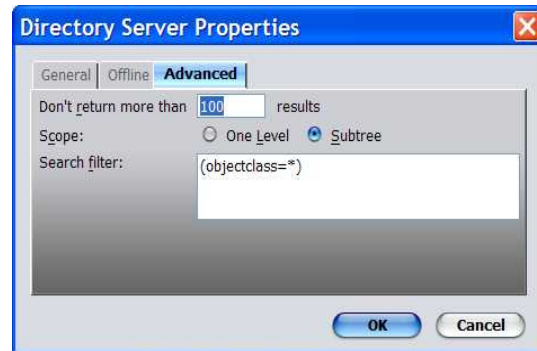 Directory Server Properties
General Offline Advanced
Don't return more than 100 results
Scope: One Level Subtree
Search filter: (objectclass=*)
OK Cancel